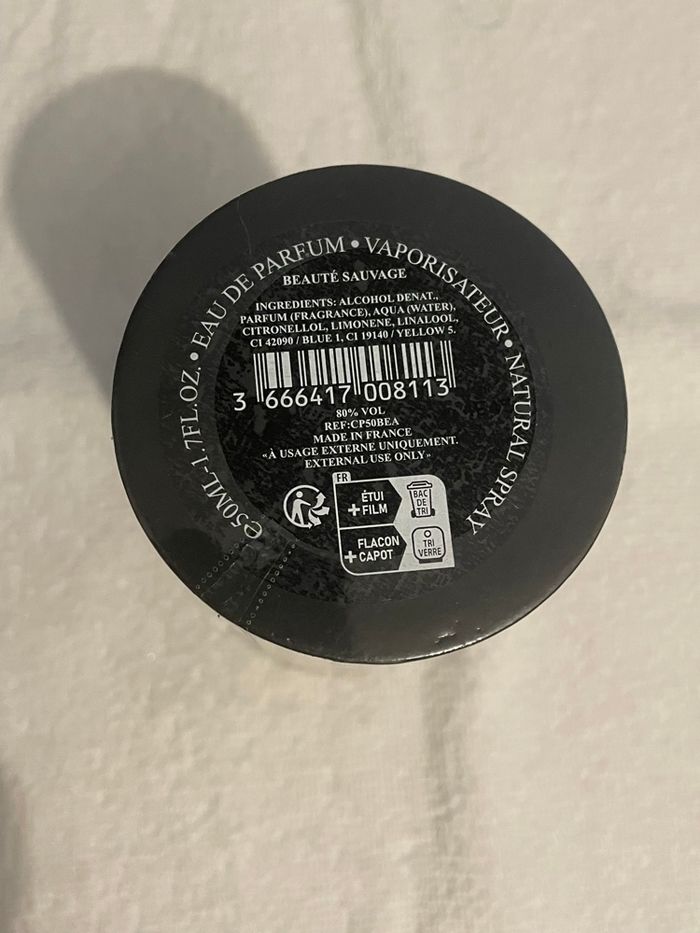 ℮50ML-1.7FL.OZ. • EAU DE PARFUM • VAPORISATEUR • NATURAL SPRAY
BEAUTÉ SAUVAGE
INGREDIENTS: ALCOHOL DENAT.,
PARFUM (FRAGRANCE), AQUA (WATER),
CITRONELLOL, LIMONENE, LINALOOL,
CI 42090 / BLUE 1, CI 19140 / YELLOW 5.
3 666417 008113
80% VOL
REF:CP50BEA
MADE IN FRANCE
«À USAGE EXTERNE UNIQUEMENT.
EXTERNAL USE ONLY»
FR
ÉTUI
+ FILM
BAC
DE
TRI
FLACON
+ CAPOT
TRI
VERRE